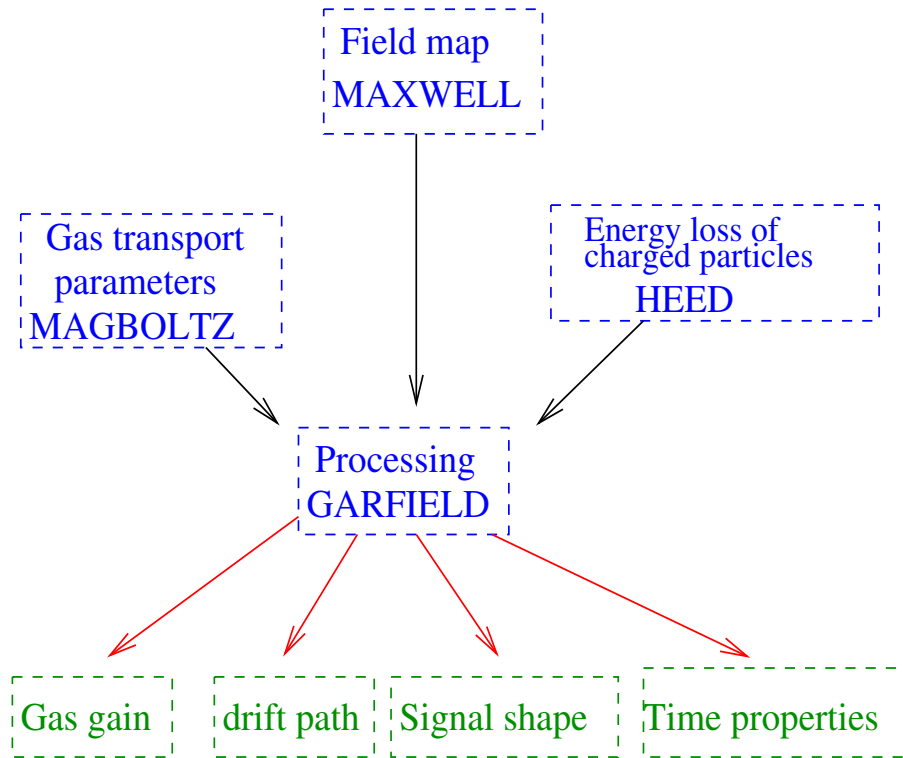 Field map
MAXWELL
Gas transport
parameters
MAGBOLTZ
Energy loss of
charged particles
HEED
Processing
GARFIELD
Gas gain
drift path
Signal shape
Time properties